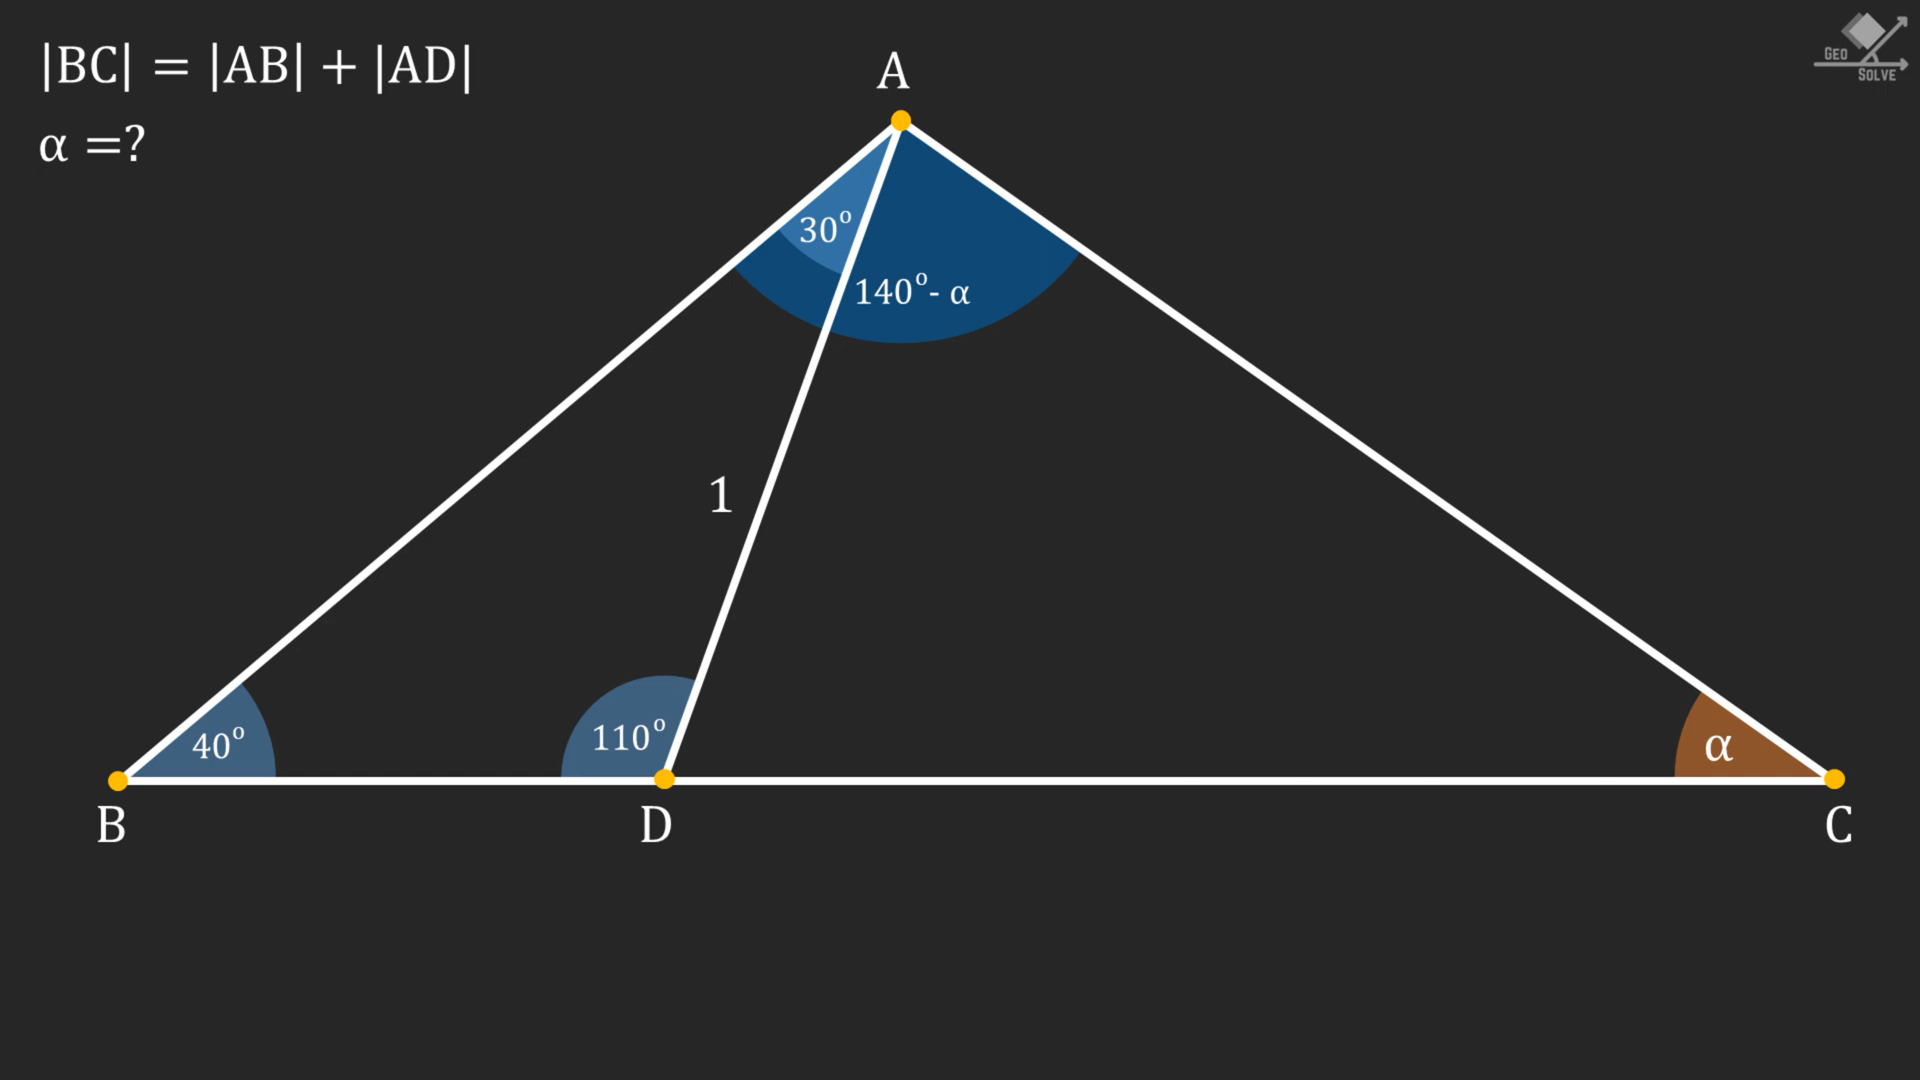 |BC| = |AB| + |AD|
α =?
GEO
SOLVE
A
30°
140°- α
1
40°
110°
α
B
D
C